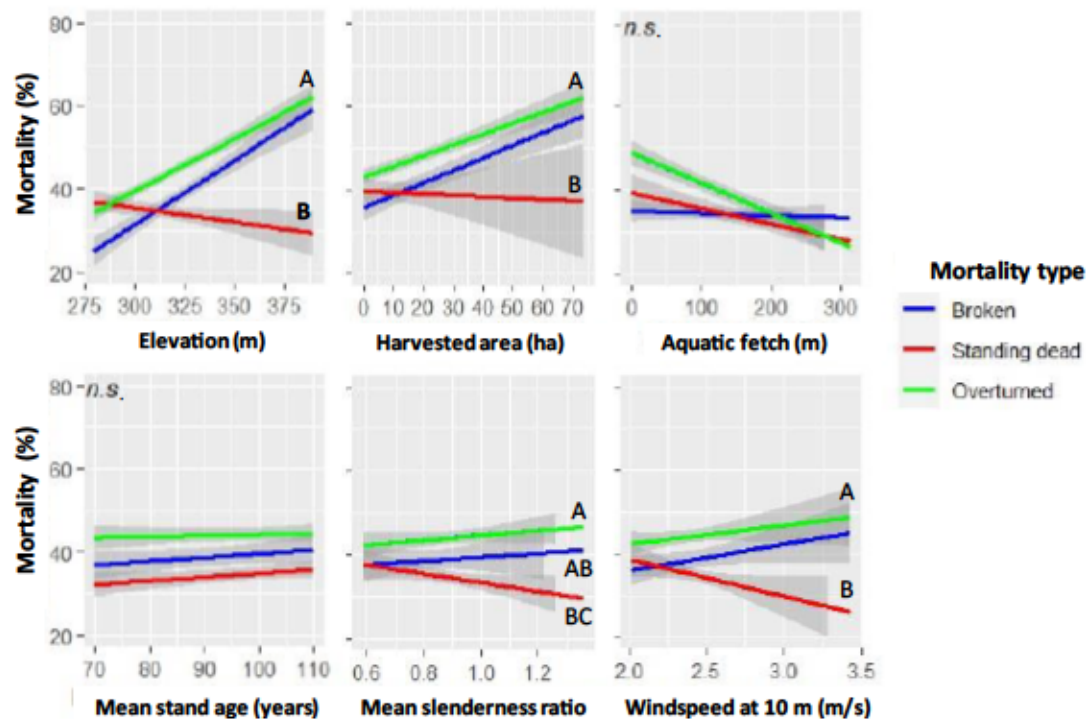 80
60
40
20
Mortality (%)
A
B
275 300 325 350 375
Elevation (m)
A
B
0 10 20 30 40 50 60 70
Harvested area (ha)
n.s.
0 100 200 300
Aquatic fetch (m)
Mortality type
Broken
Standing dead
Overturned
80
60
40
20
Mortality (%)
n.s.
70 80 90 100 110
Mean stand age (years)
A
AB
BC
0.6 0.8 1.0 1.2
Mean slenderness ratio
A
B
2.0 2.5 3.0 3.5
Windspeed at 10 m (m/s)